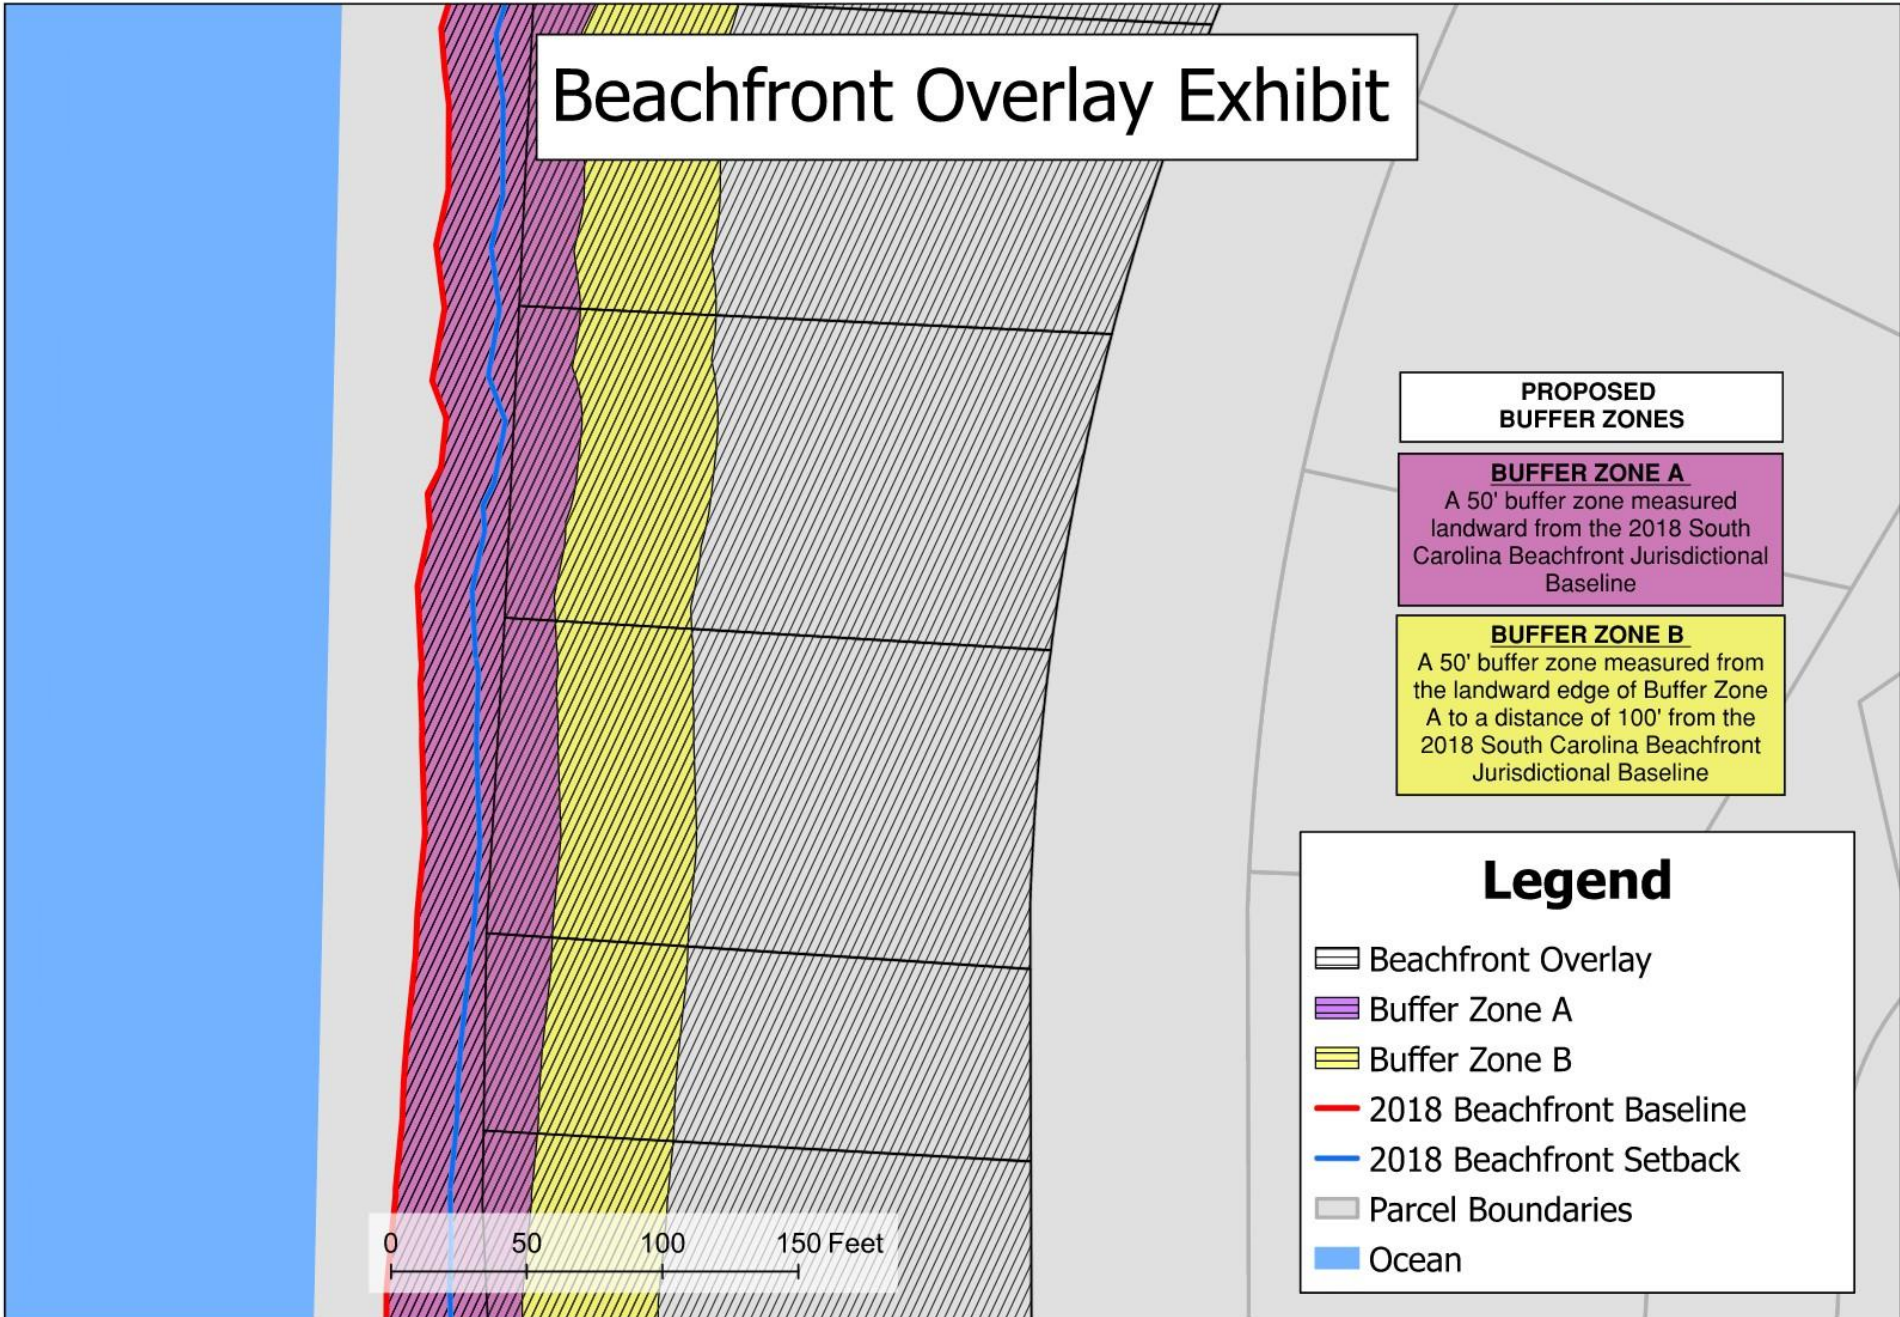 Beachfront Overlay Exhibit
PROPOSED
BUFFER ZONES
BUFFER ZONE A
A 50' buffer zone measured
landward from the 2018 South
Carolina Beachfront Jurisdictional
Baseline
BUFFER ZONE B
A 50' buffer zone measured from
the landward edge of Buffer Zone
A to a distance of 100' from the
2018 South Carolina Beachfront
Jurisdictional Baseline
Legend
Beachfront Overlay
Buffer Zone A
Buffer Zone B
2018 Beachfront Baseline
2018 Beachfront Setback
Parcel Boundaries
Ocean
0 50 100 150 Feet